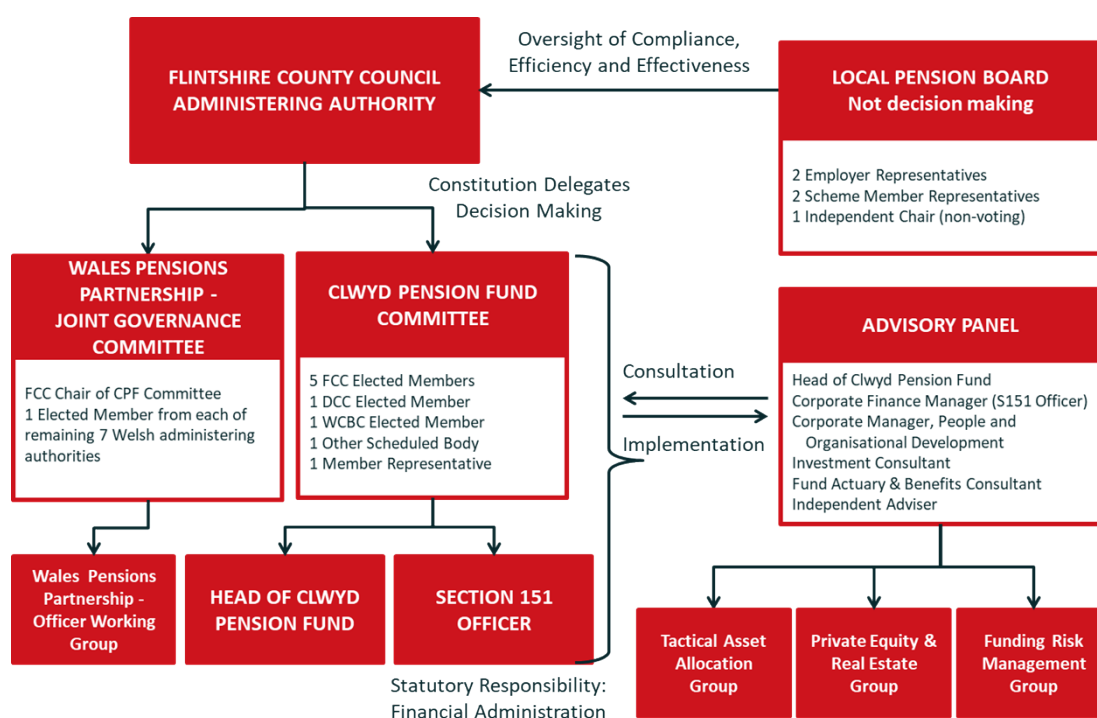 FLINTSHIRE COUNTY COUNCIL
ADMINISTERING AUTHORITY
Oversight of Compliance,
Efficiency and Effectiveness
LOCAL PENSION BOARD
Not decision making
2 Employer Representatives
2 Scheme Member Representatives
1 Independent Chair (non-voting)
Constitution Delegates
Decision Making
WALES PENSIONS
PARTNERSHIP -
JOINT GOVERNANCE
COMMITTEE
FCC Chair of CPF Committee
1 Elected Member from each of
remaining 7 Welsh administering
authorities
CLWYD PENSION FUND
COMMITTEE
5 FCC Elected Members
1 DCC Elected Member
1 WCBC Elected Member
1 Other Scheduled Body
1 Member Representative
Consultation
Implementation
ADVISORY PANEL
Head of Clwyd Pension Fund
Corporate Finance Manager (S151 Officer)
Corporate Manager, People and
Organisational Development
Investment Consultant
Fund Actuary & Benefits Consultant
Independent Adviser
Wales Pensions
Partnership -
Officer Working
Group
HEAD OF CLWYD
PENSION FUND
SECTION 151
OFFICER
Tactical Asset
Allocation
Group
Private Equity &
Real Estate
Group
Funding Risk
Management
Group
Statutory Responsibility:
Financial Administration